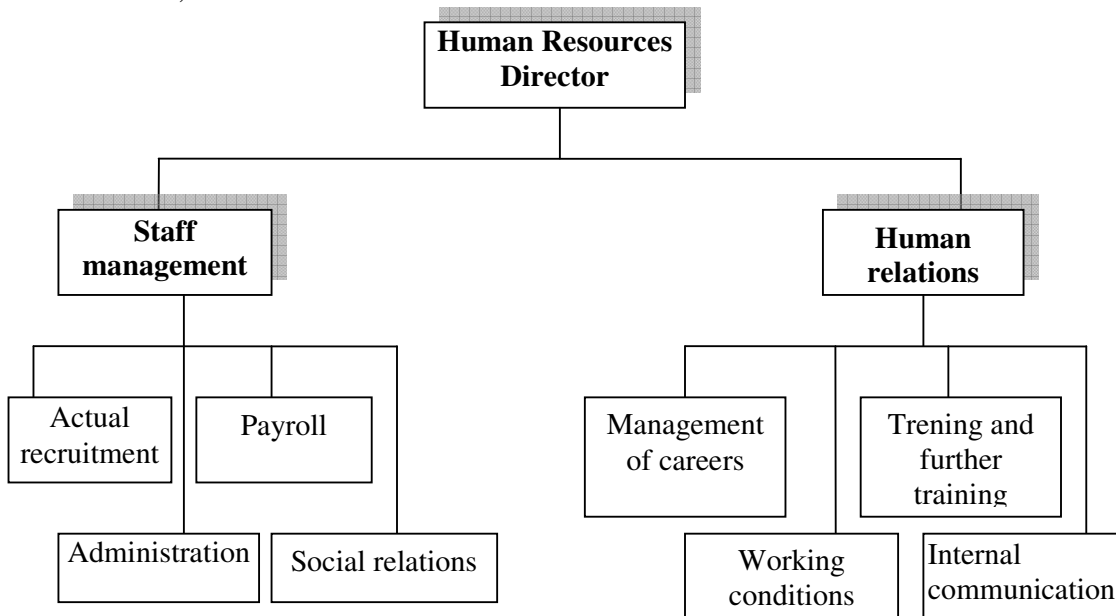 Human Resources
Director
Staff
management
Human
relations
Actual
recruitment
Payroll
Management
of careers
Trening and
further
training
Administration
Social relations
Working
conditions
Internal
communication